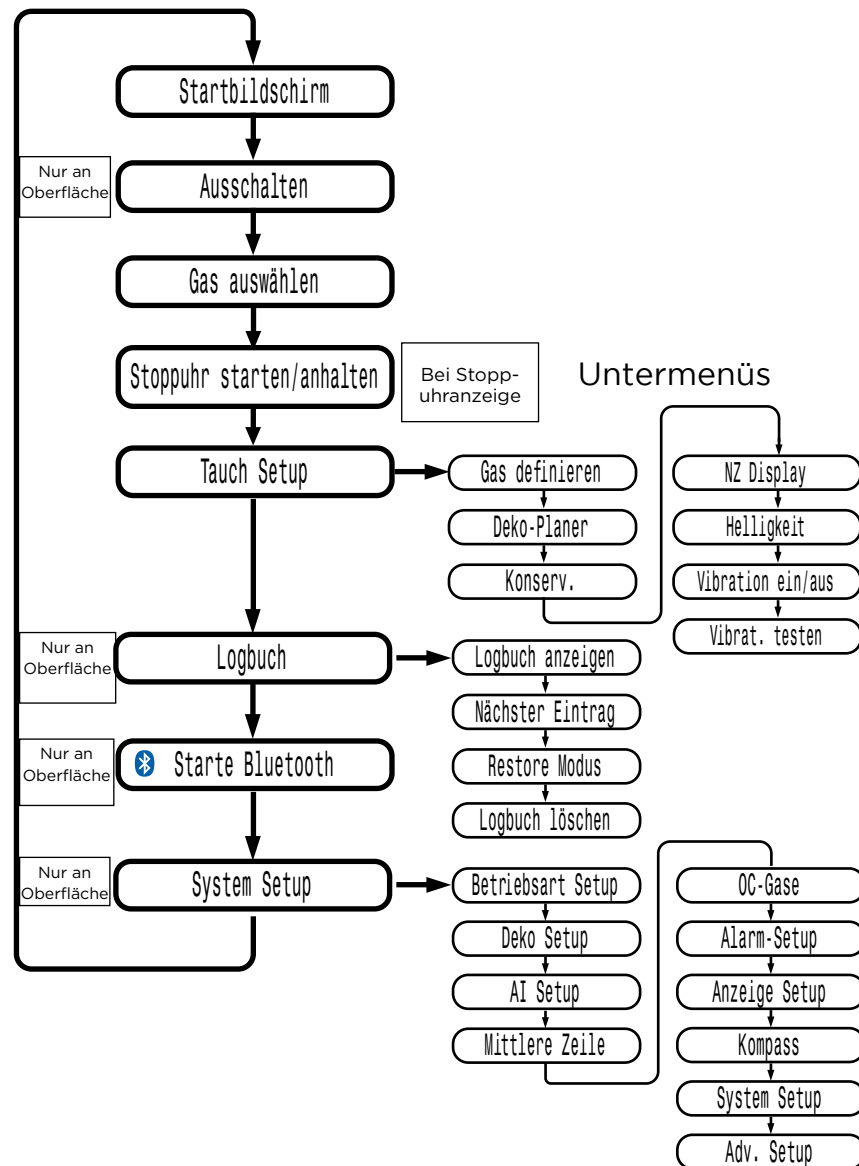 Startbildschirm
Nur an
Oberfläche
Ausschalten
Gas auswählen
Stoppuhr starten/anhalten
Bei Stopp-
uhranzeige
Untermenüs
Tauch Setup
Gas definieren
Deko-Planer
Konserv.
NZ Display
Helligkeit
Vibration ein/aus
Vibrat. testen
Nur an
Oberfläche
Logbuch
Logbuch anzeigen
Nächster Eintrag
Restore Modus
Logbuch löschen
Nur an
Oberfläche
Starte Bluetooth
Nur an
Oberfläche
System Setup
Betriebsart Setup
Deko Setup
AI Setup
Mittlere Zeile
OC-Gase
Alarm-Setup
Anzeige Setup
Kompass
System Setup
Adv. Setup